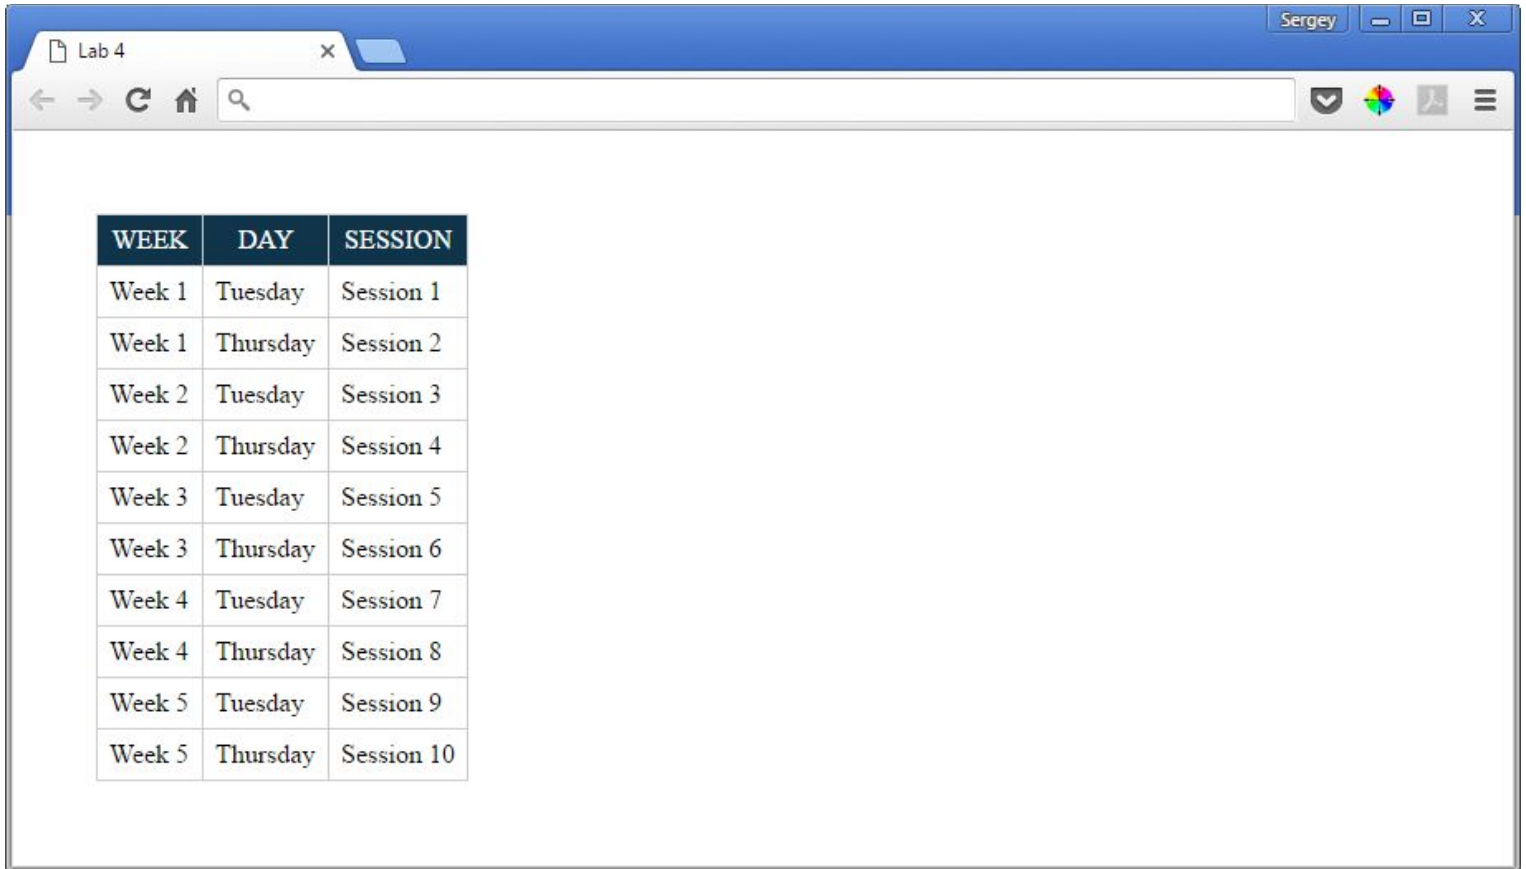 Sergey
Lab 4
WEEK DAY SESSION
Week 1 Tuesday Session 1
Week 1 Thursday Session 2
Week 2 Tuesday Session 3
Week 2 Thursday Session 4
Week 3 Tuesday Session 5
Week 3 Thursday Session 6
Week 4 Tuesday Session 7
Week 4 Thursday Session 8
Week 5 Tuesday Session 9
Week 5 Thursday Session 10